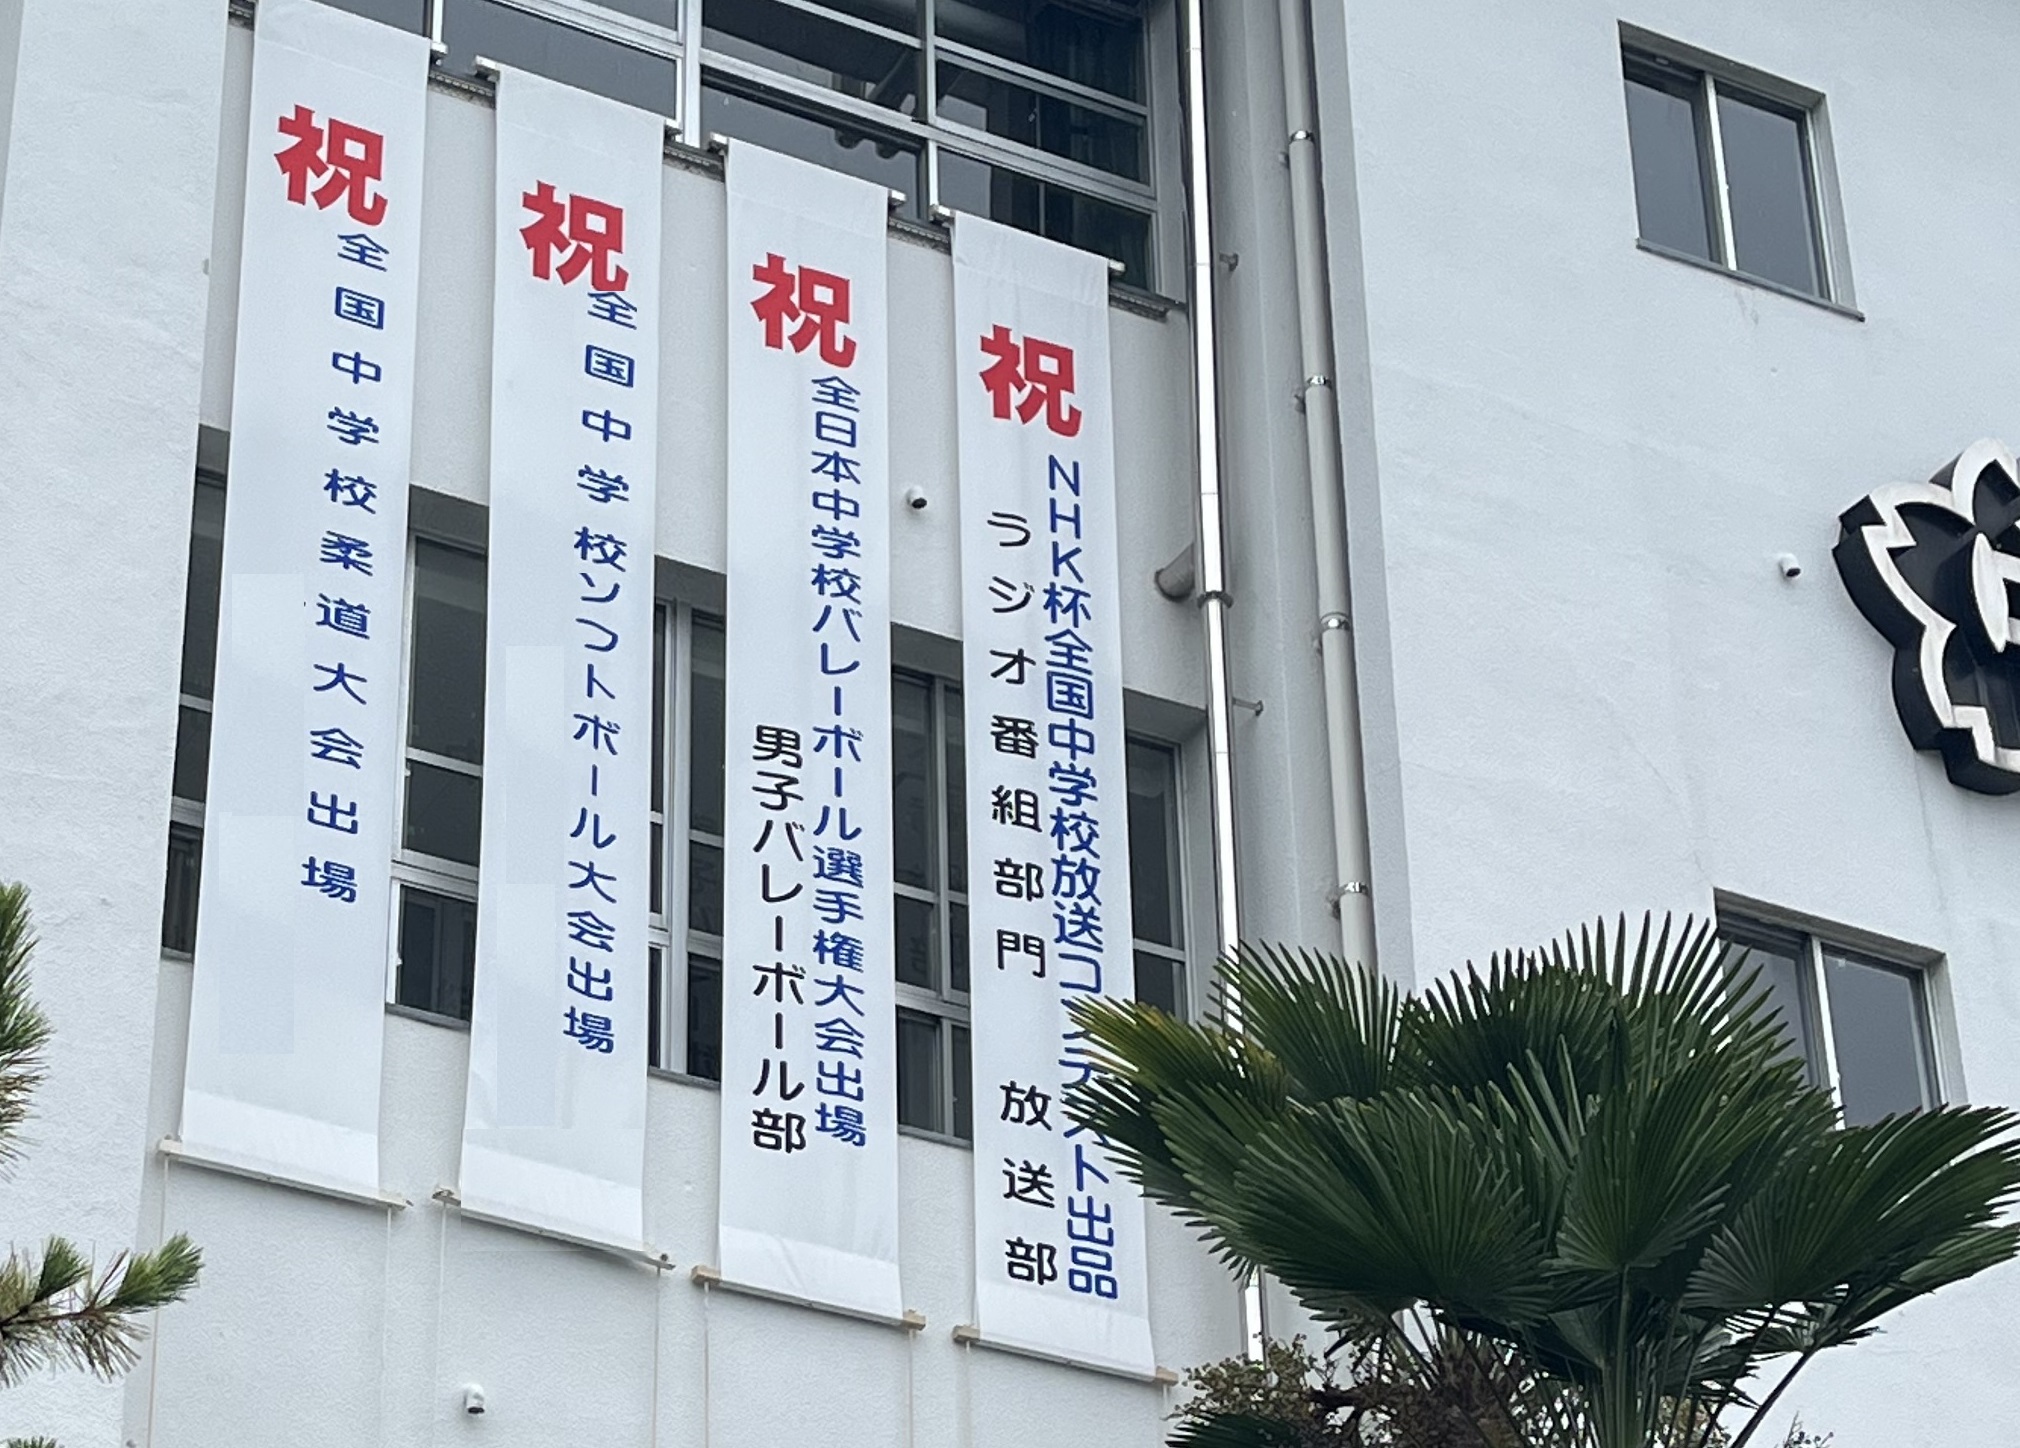 祝
全国中学校柔道大会出場
祝
全国中学校ソフトボール大会出場
祝
全日本中学校バレーボール選手権大会出場
男子バレーボール部
祝
NHK杯全国中学校放送コンテスト出品
ラジオ番組部門 放送部